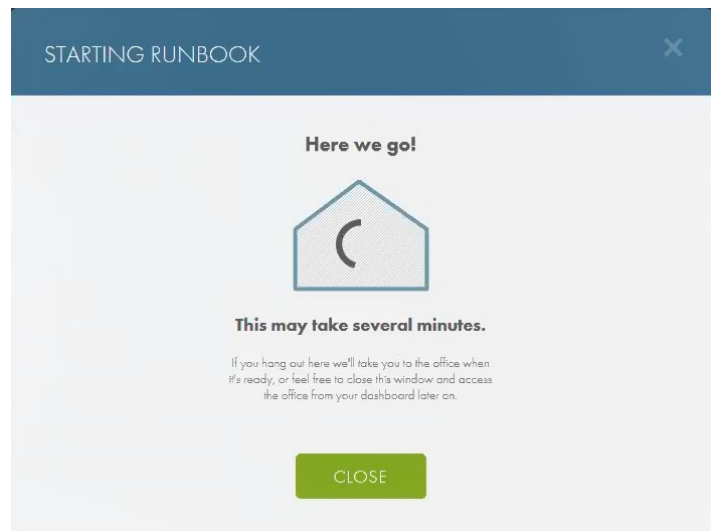 STARTING RUNBOOK
Here we go!
This may take several minutes.
If you hang out here we'll take you to the office when
it's ready, or feel free to close this window and access
the office from your dashboard later on.
CLOSE